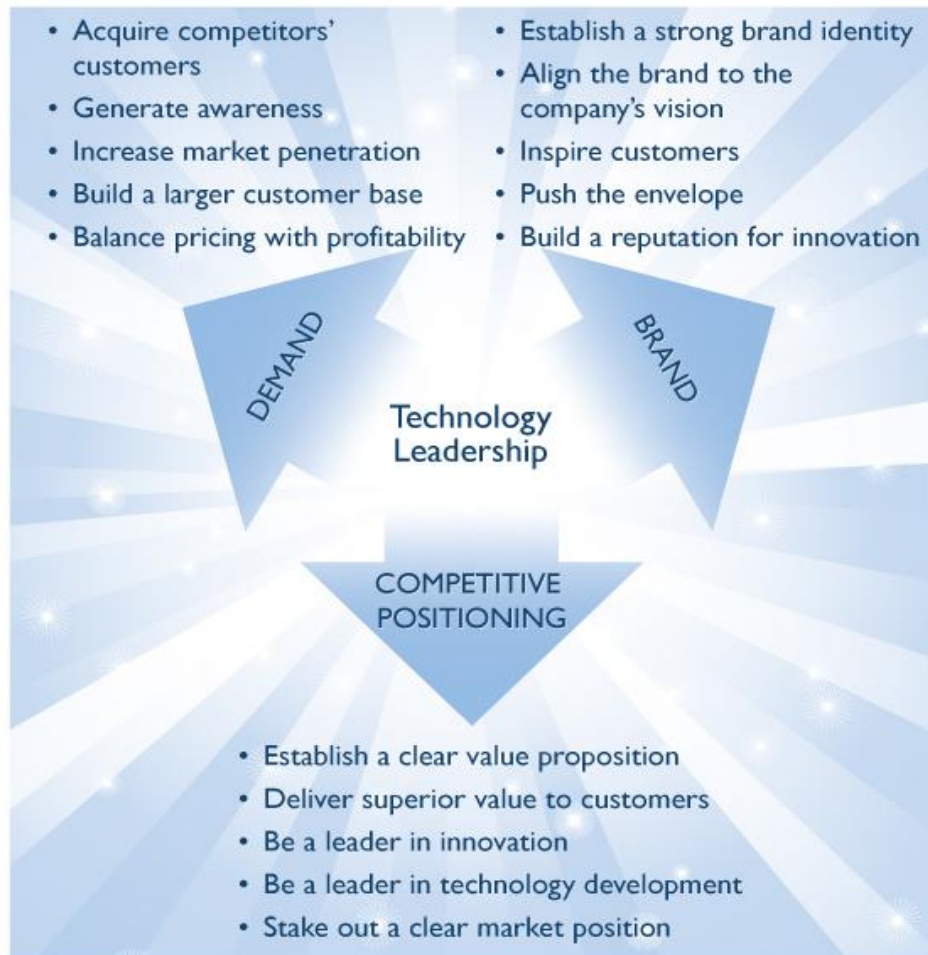 • Acquire competitors’
customers
• Generate awareness
• Increase market penetration
• Build a larger customer base
• Balance pricing with profitability
• Establish a strong brand identity
• Align the brand to the
company’s vision
• Inspire customers
• Push the envelope
• Build a reputation for innovation
DEMAND
BRAND
Technology
Leadership
COMPETITIVE
POSITIONING
• Establish a clear value proposition
• Deliver superior value to customers
• Be a leader in innovation
• Be a leader in technology development
• Stake out a clear market position